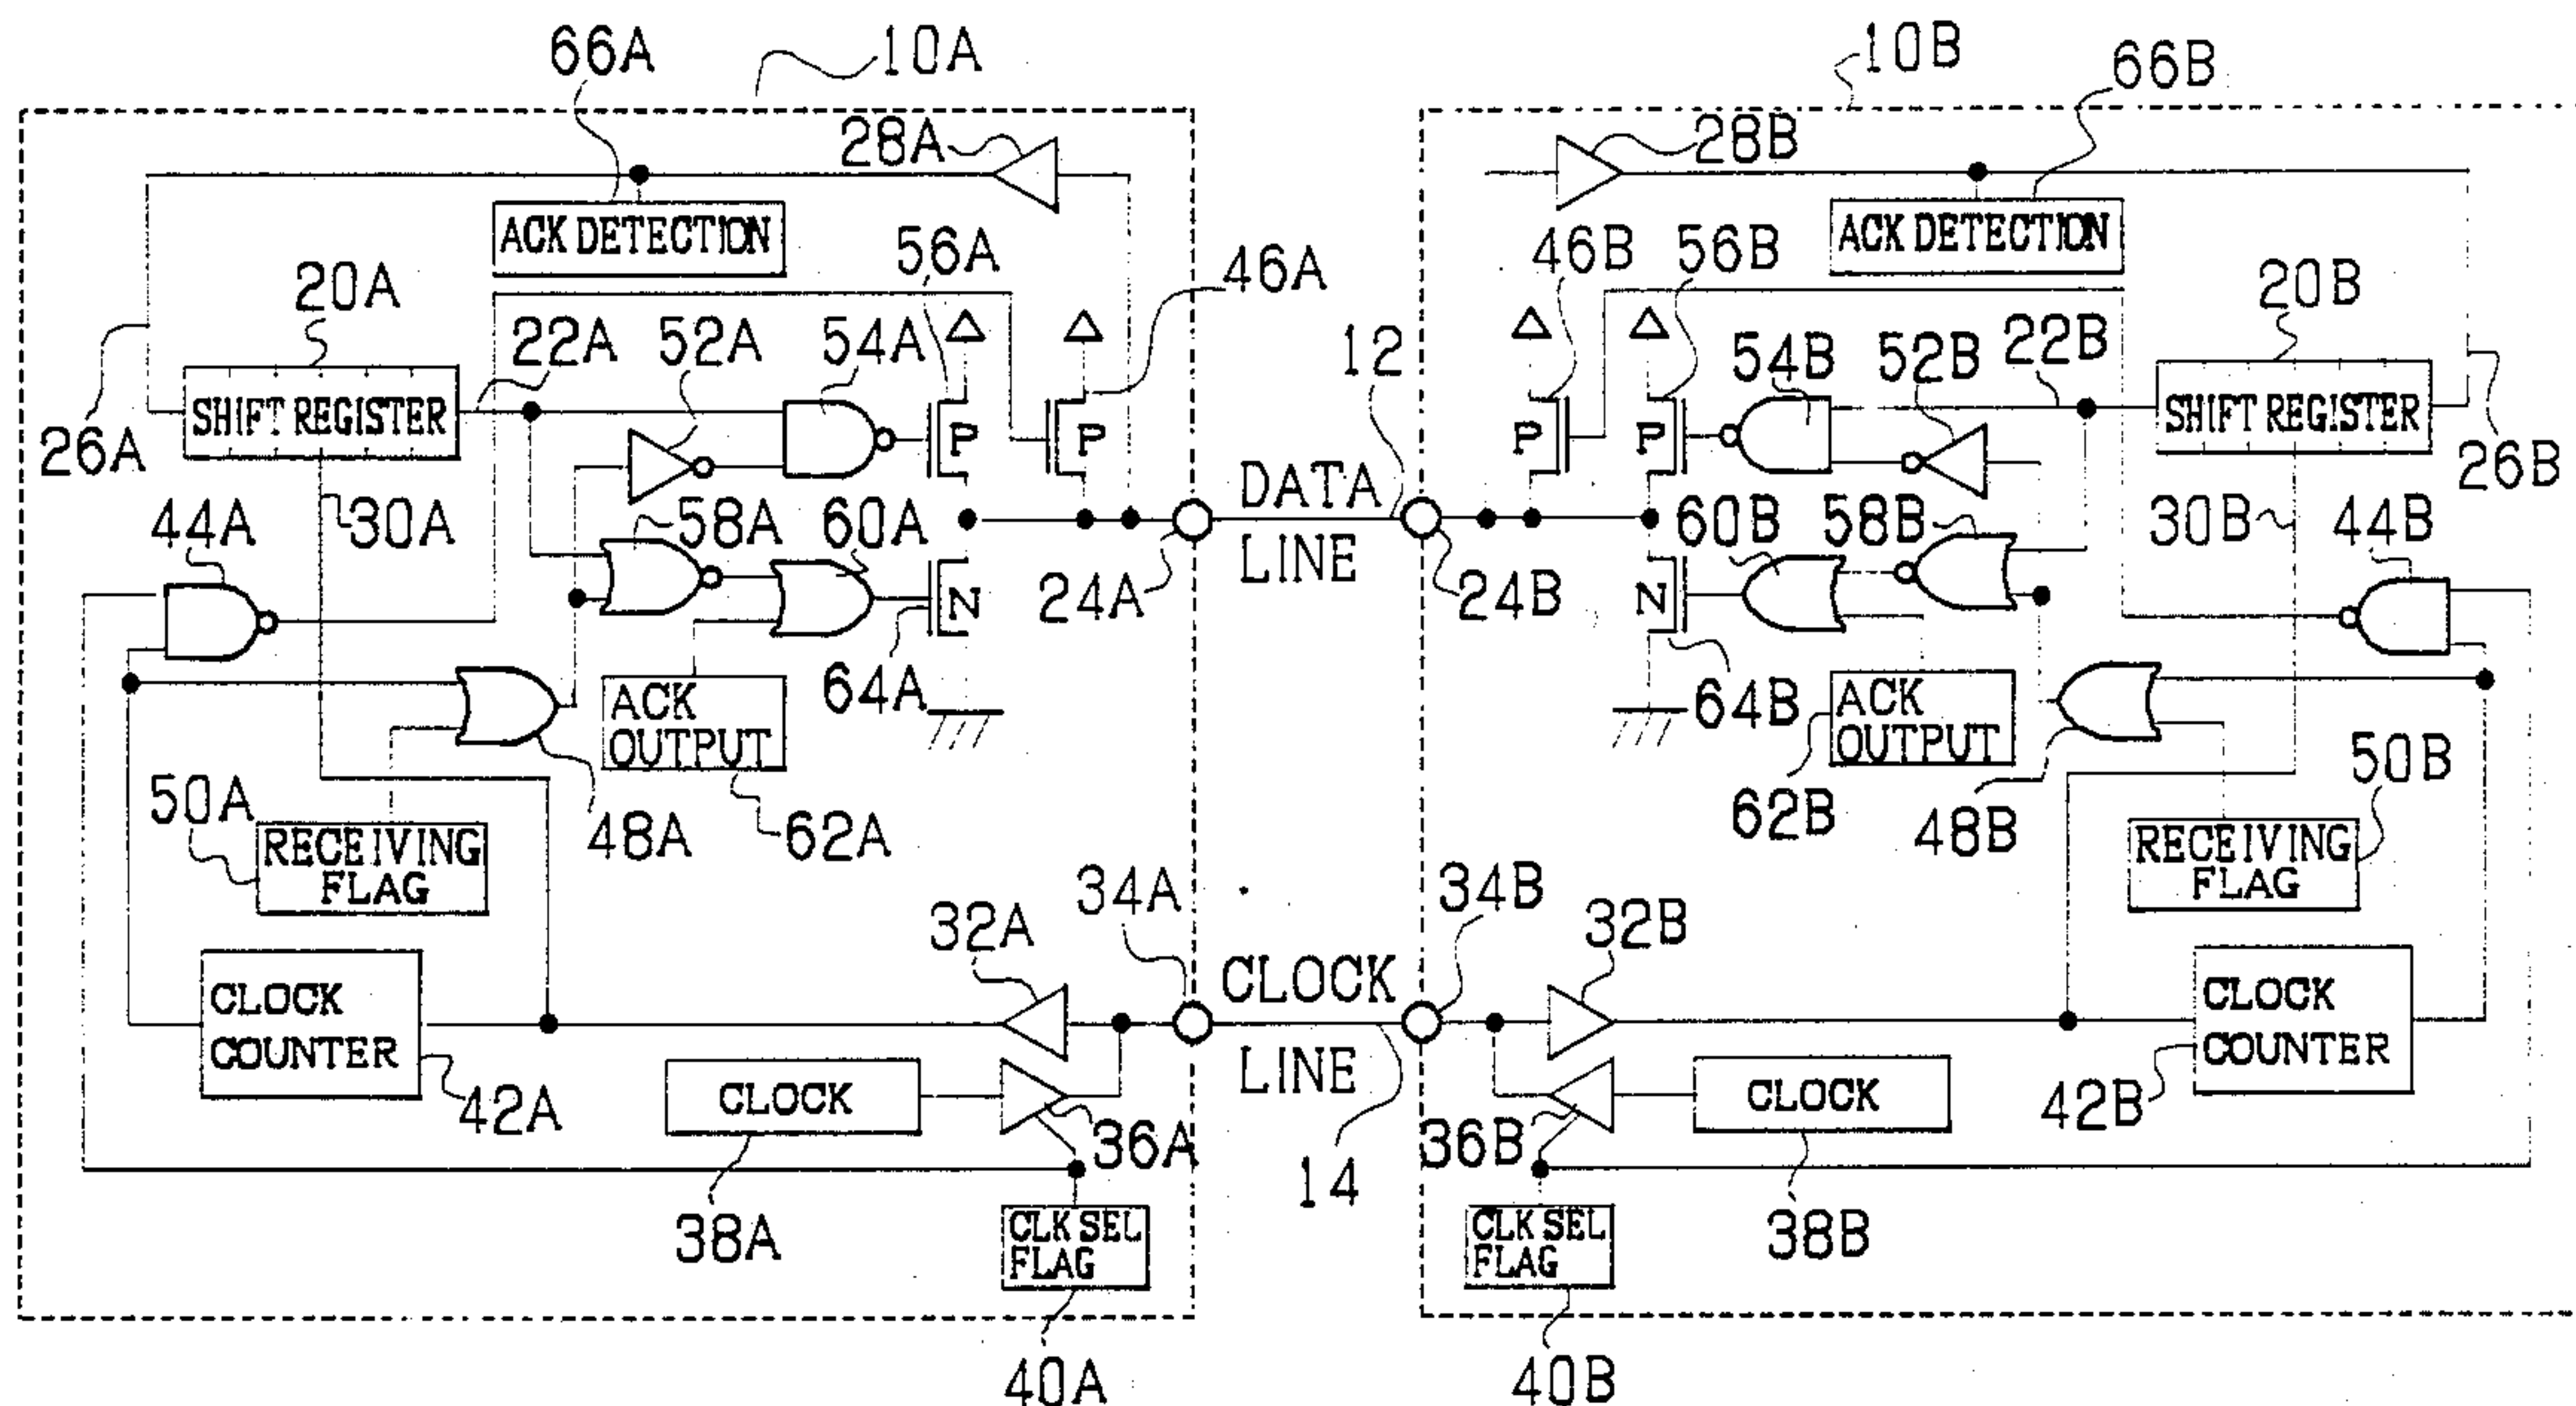 66A
10A
10B
66B
28A
28B
ACK DETECTION
ACK DETECTION
56A
46A
46B
56B
20A
20B
22A
52A
54A
12
54B
52B
22B
SHIFT REGISTER
P
P
P
P
SHIFT REGISTER
26A
26B
DATA
LINE
44A
30A
58A
60A
24A
24B
60B
58B
30B
44B
N
N
64A
64B
ACK
OUTPUT
ACK
OUTPUT
50A
48A
62A
62B
48B
50B
RECEIVING
FLAG
RECEIVING
FLAG
34A
34B
32A
32B
CLOCK
LINE
CLOCK
COUNTER
CLOCK
COUNTER
42A
CLOCK
36A
36B
CLOCK
42B
14
38A
38B
CLK SEL
FLAG
CLK SEL
FLAG
40A
40B